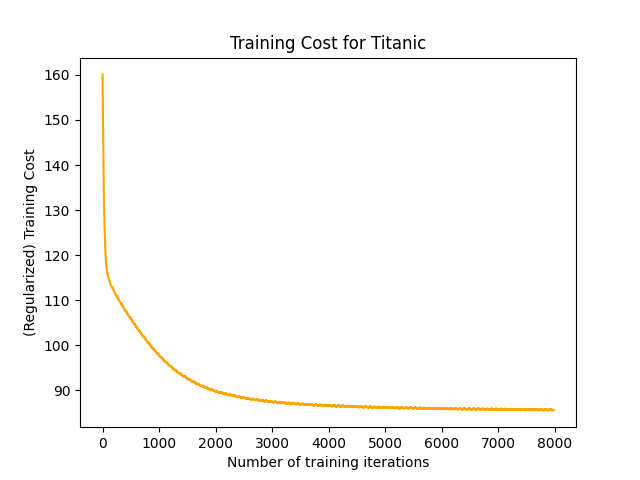 Training Cost for Titanic
160
150
140
130
120
110
100
90
(Regularized) Training Cost
0 1000 2000 3000 4000 5000 6000 7000 8000
Number of training iterations